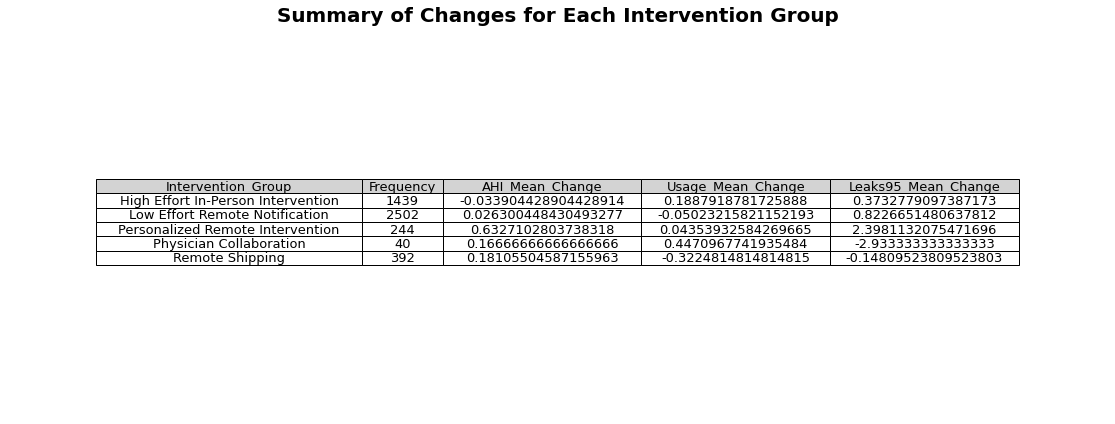 Summary of Changes for Each Intervention Group
Intervention_Group Frequency AHI_Mean_Change Usage_Mean_Change Leaks95_Mean_Change
High Effort In-Person Intervention 1439 -0.033904428904428914 0.1887918781725888 0.3732779097387173
Low Effort Remote Notification 2502 0.026300448430493277 -0.05023215821152193 0.8226651480637812
Personalized Remote Intervention 244 0.6327102803738318 0.04353932584269665 2.3981132075471696
Physician Collaboration 40 0.16666666666666666 0.4470967741935484 -2.933333333333333
Remote Shipping 392 0.18105504587155963 -0.3224814814814815 -0.14809523809523803